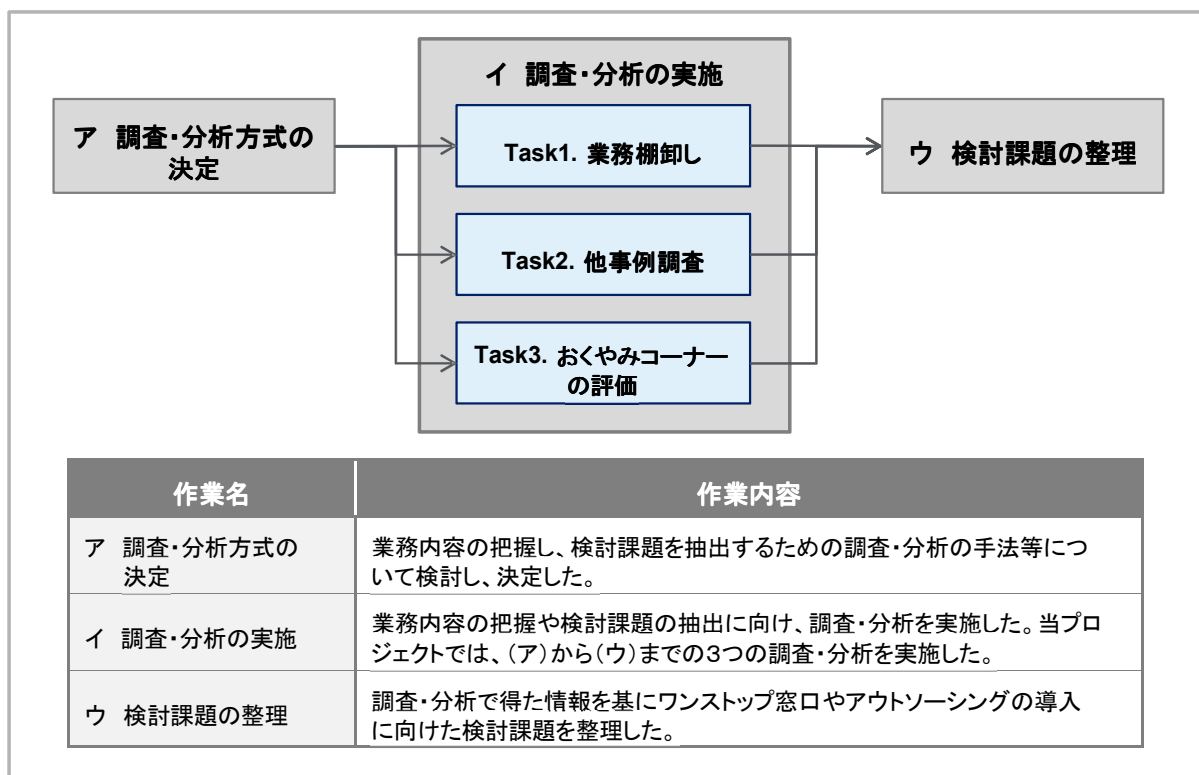 ア 調査・分析方式の
決定
イ 調査・分析の実施
Task1. 業務棚卸し
Task2. 他事例調査
Task3. おくやみコーナー
の評価
ウ 検討課題の整理
作業名
作業内容
ア 調査・分析方式の
決定
業務内容の把握し、検討課題を抽出するための調査・分析の手法等につ
いて検討し、決定した。
イ 調査・分析の実施
業務内容の把握や検討課題の抽出に向け、調査・分析を実施した。当プロ
ジェクトでは、(ア)から(ウ)までの3つの調査・分析を実施した。
ウ 検討課題の整理
調査・分析で得た情報を基にワンストップ窓口やアウトソーシングの導入
に向けた検討課題を整理した。